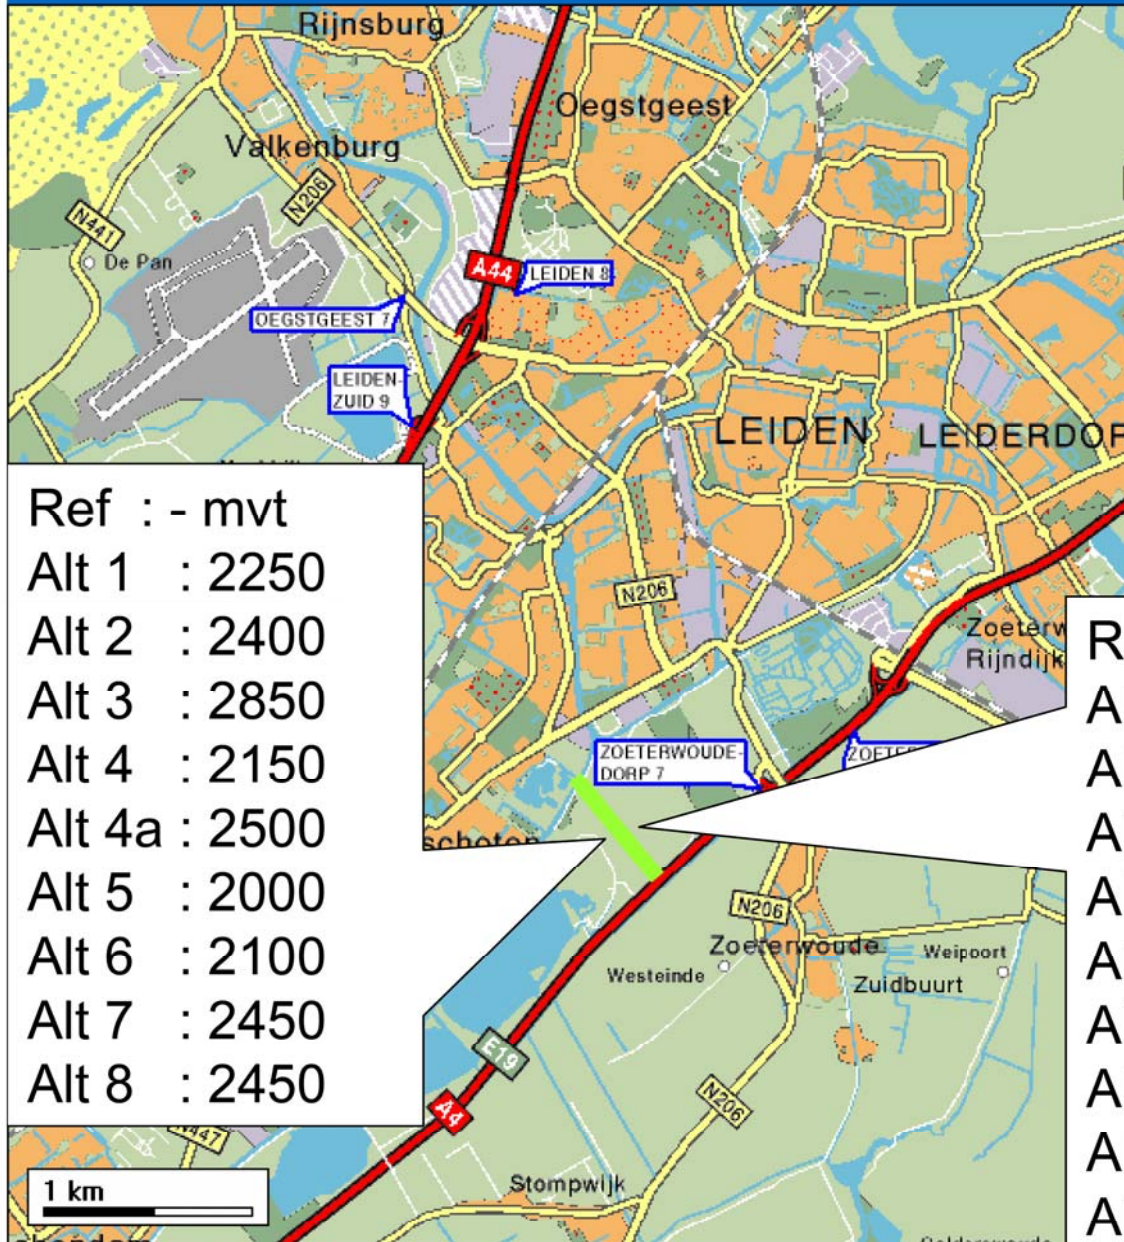 Rijnsburg
Oegstgeest
Valkenburg
N206
N441
De Pan
A44
LEIDEN 8
OEGSTGEEST 7
LEIDEN-
ZUID 9
LEIDEN
LEIDERDOR
Ref : - mvt
Alt 1 : 2250
Alt 2 : 2400
Alt 3 : 2850
Alt 4 : 2150
Alt 4a : 2500
Alt 5 : 2000
Alt 6 : 2100
Alt 7 : 2450
Alt 8 : 2450
N206
Zoeterw
Rijndijk
R
A
A
A
A
A
A
A
A
A
ZOETERWOUDE-
DORP 7
ZOETE
schoten
N206
Zoeterwoude
Weipoort
Westeinde
Zuidbuurt
E19
A4
N206
N447
Stompwijk
1 km